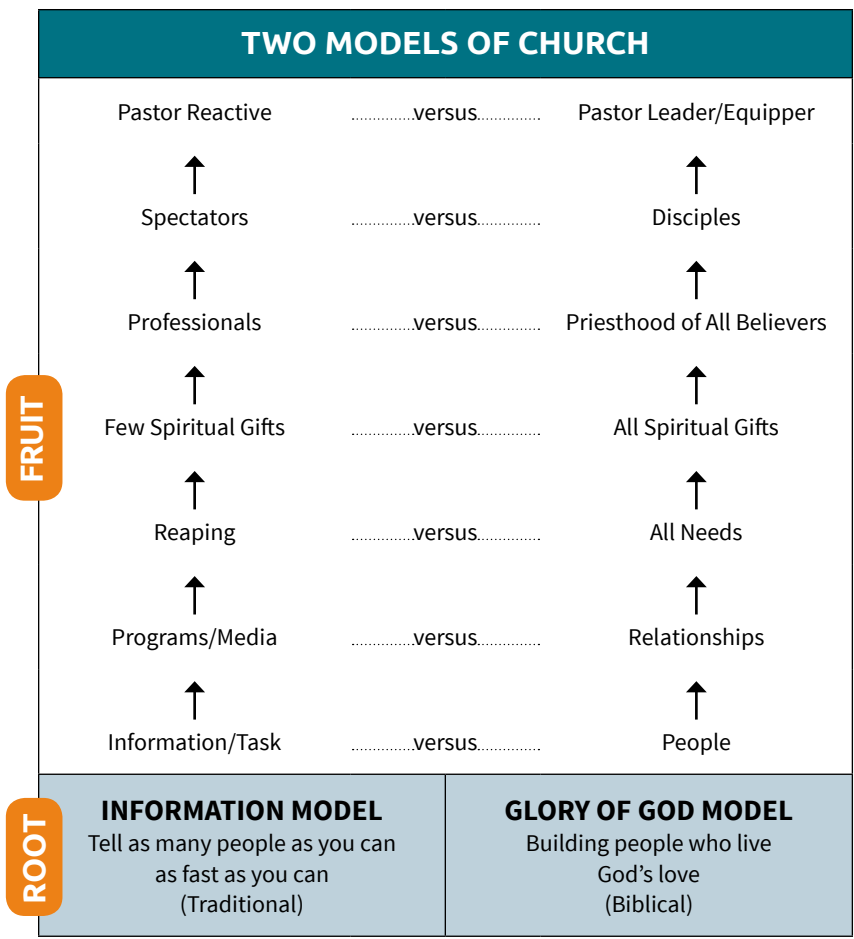 TWO MODELS OF CHURCH
Pastor Reactive ..............versus.............. Pastor Leader/Equipper
Spectators ..............versus.............. Disciples
Professionals ..............versus.............. Priesthood of All Believers
FRUIT
Few Spiritual Gifts ..............versus.............. All Spiritual Gifts
Reaping ..............versus.............. All Needs
Programs/Media ..............versus.............. Relationships
Information/Task ..............versus.............. People
ROOT
INFORMATION MODEL
Tell as many people as you can
as fast as you can
(Traditional)
GLORY OF GOD MODEL
Building people who live
God’s love
(Biblical)